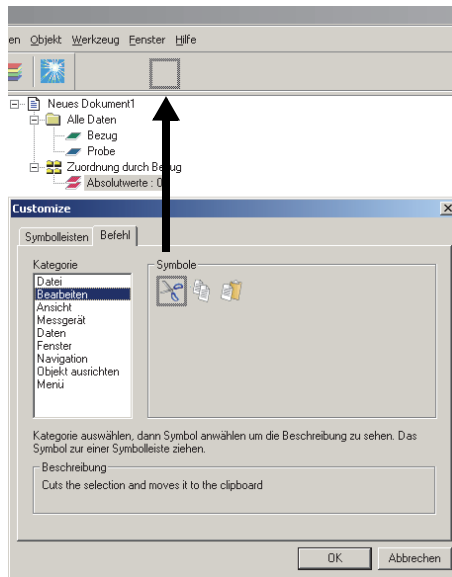 en Objekt Werkzeug Fenster Hilfe
Neues Dokument1
Alle Daten
Bezug
Probe
Zuordnung durch Bezug
Absolutwerte : 0
Customize
Symbolleisten Befehl
Kategorie
Symbole
Datei
Bearbeiten
Ansicht
Messgerät
Daten
Fenster
Navigation
Objekt ausrichten
Menü
Kategorie auswählen, dann Symbol anwählen um die Beschreibung zu sehen. Das
Symbol zur einer Symbolleiste ziehen.
Beschreibung
Cuts the selection and moves it to the clipboard
OK Abbrechen